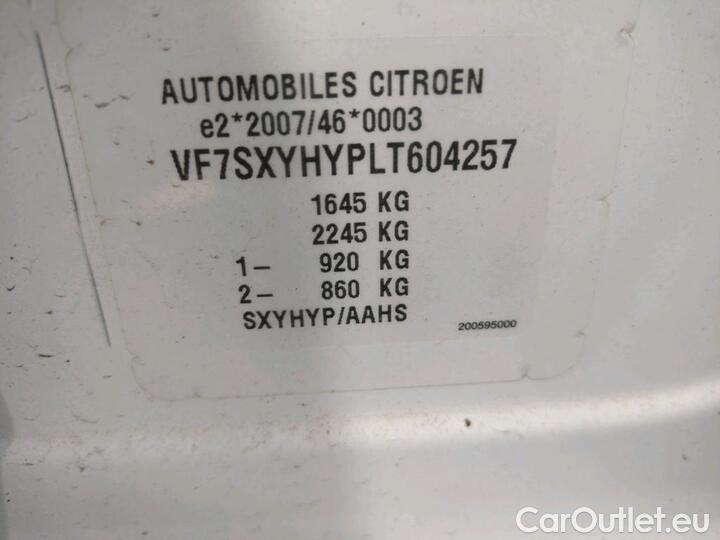 AUTOMOBILES CITROEN
e2*2007/46*0003
VF7SXYHYPLT604257
1645 KG
2245 KG
1– 920 KG
2– 860 KG
SXYHYP/AAHS
200595000
CarOutlet.eu